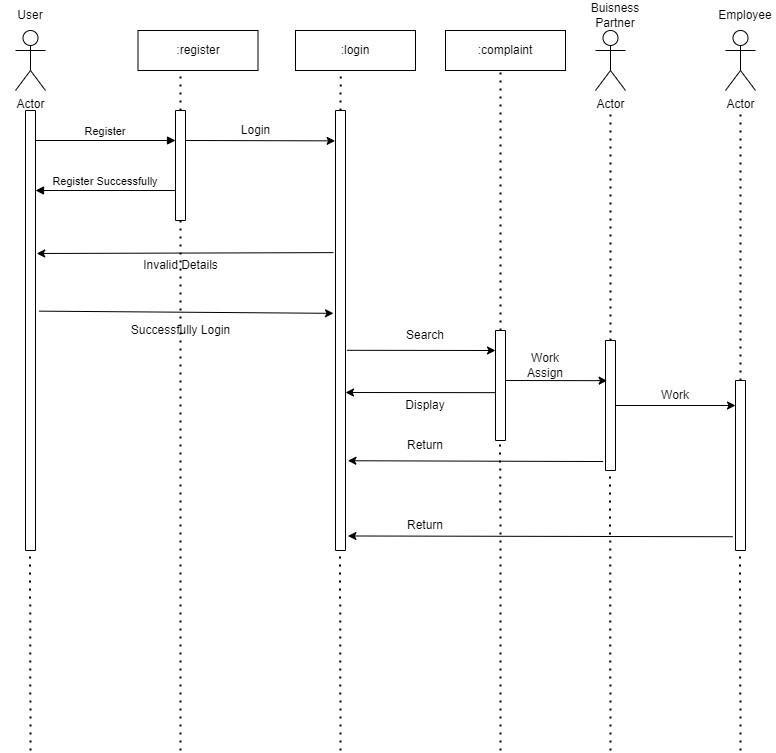 User
Buisness
Partner
Employee
:register
:login
:complaint
Actor
Actor
Actor
Register
Login
Register Successfully
Invalid Details
Successfully Login
Search
Work
Assign
Work
Display
Return
Return